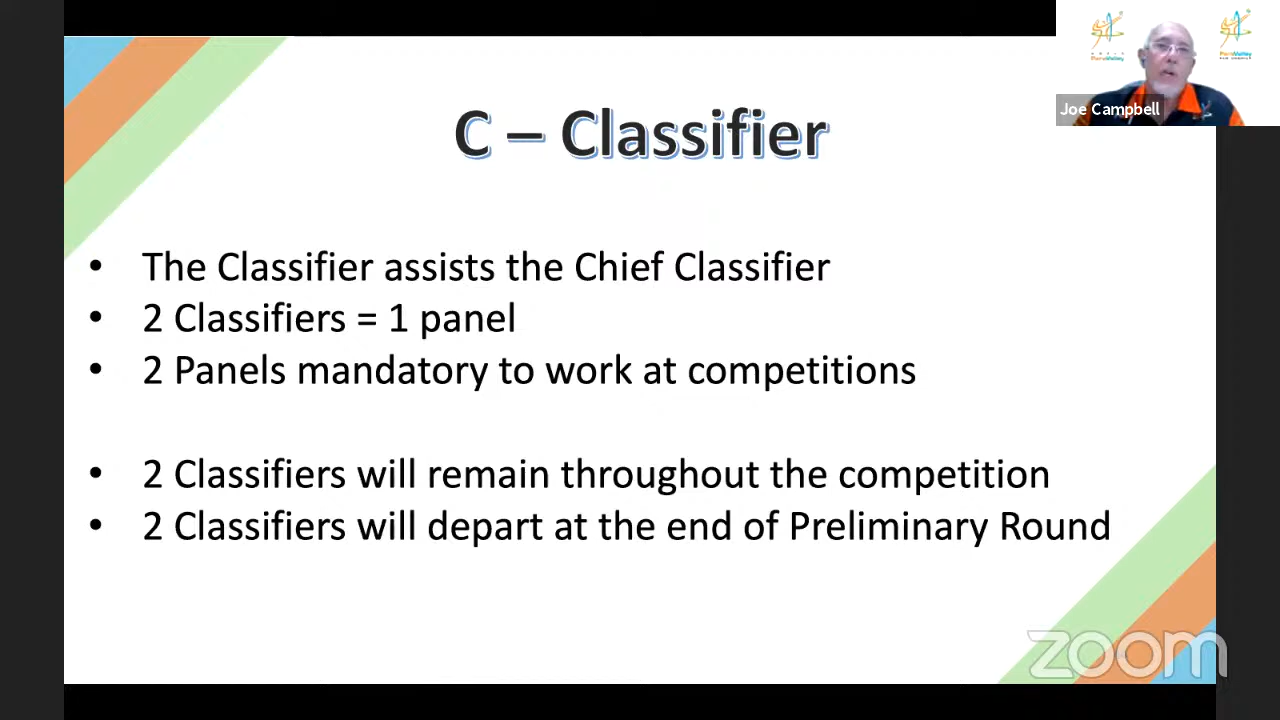 C – Classifier
• The Classifier assists the Chief Classifier
• 2 Classifiers = 1 panel
• 2 Panels mandatory to work at competitions
• 2 Classifiers will remain throughout the competition
• 2 Classifiers will depart at the end of Preliminary Round
Joe Campbell
zoom